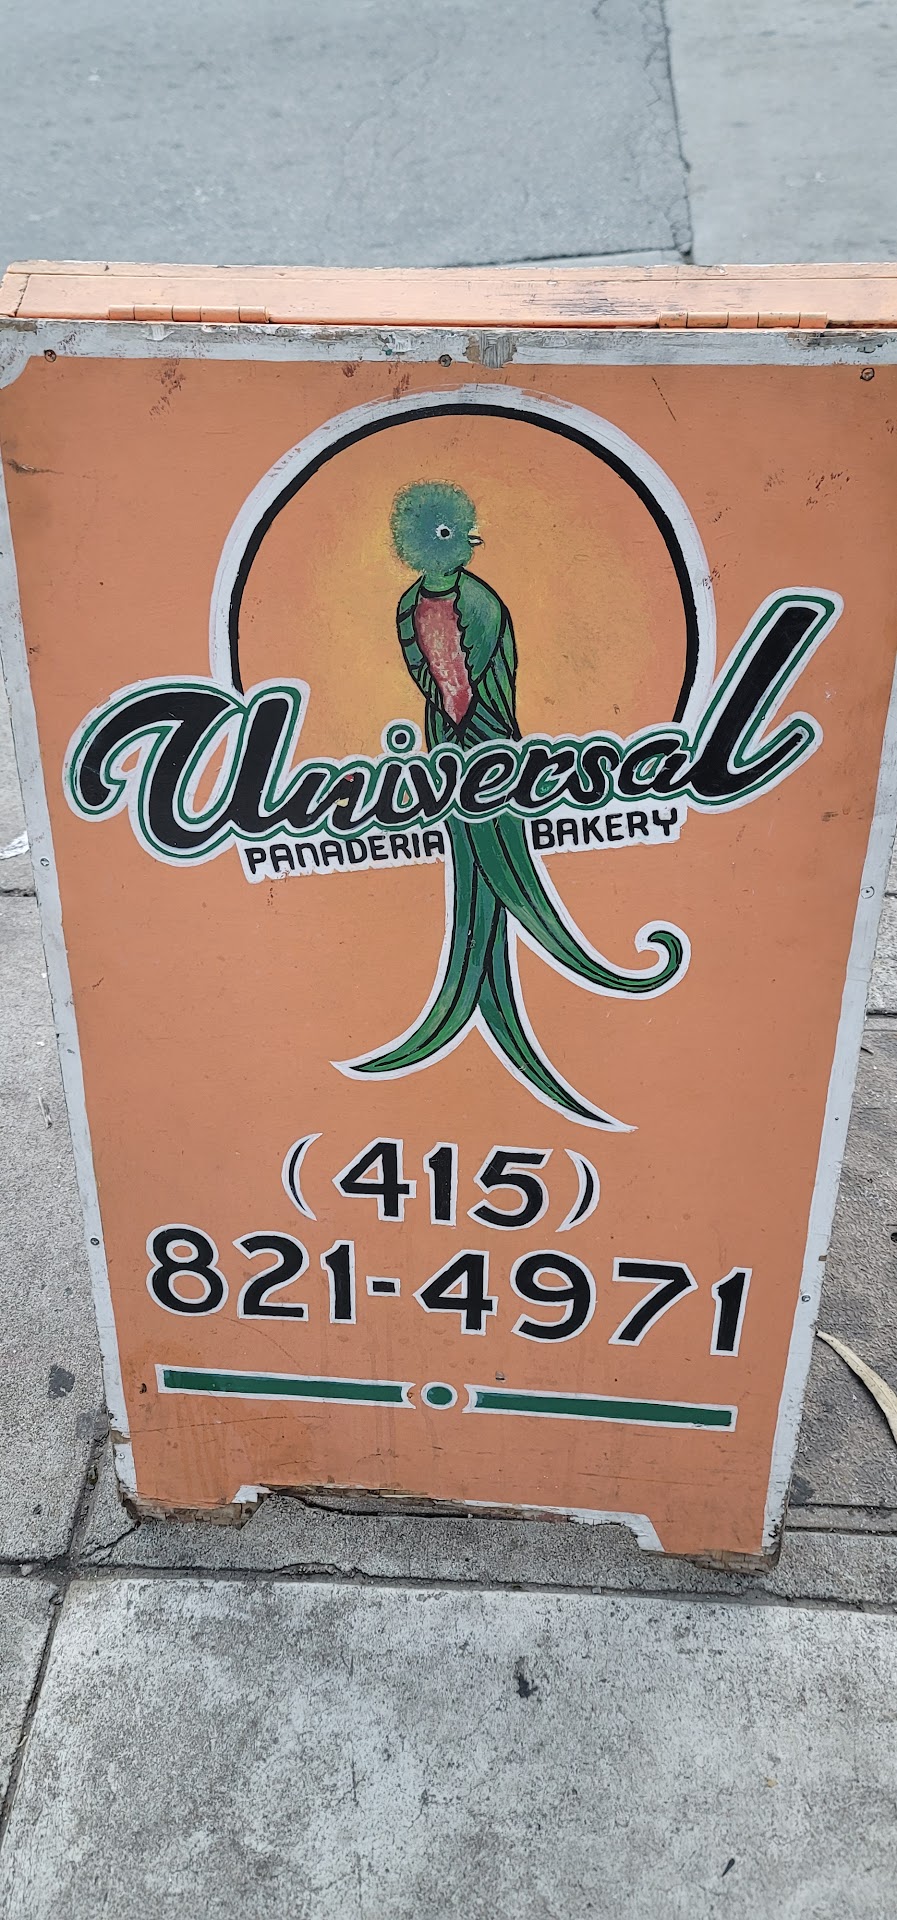 Universal
PANADERIA BAKERY
(415)
821-4971